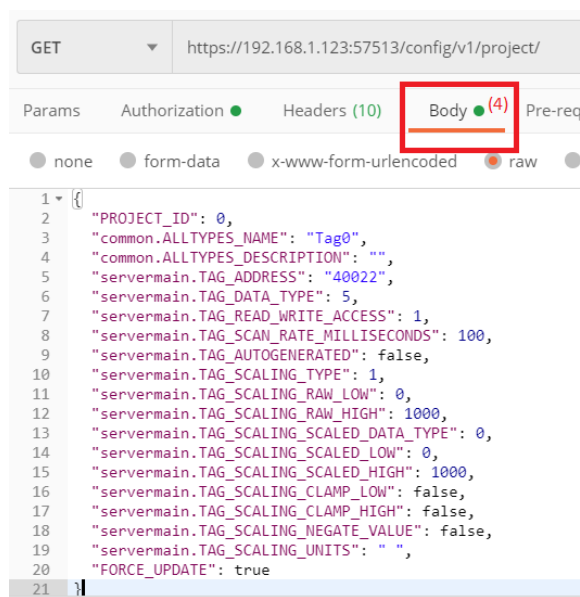 GET https://192.168.1.123:57513/config/v1/project/
Params Authorization Headers (10) Body (4)
none form-data x-www-form-urlencoded raw
1 {
2 "PROJECT_ID": 0,
3 "common.ALLTYPES_NAME": "Tag0",
4 "common.ALLTYPES_DESCRIPTION": "",
5 "servermain.TAG_ADDRESS": "40022",
6 "servermain.TAG_DATA_TYPE": 5,
7 "servermain.TAG_READ_WRITE_ACCESS": 1,
8 "servermain.TAG_SCAN_RATE_MILLISECONDS": 100,
9 "servermain.TAG_AUTOGENERATED": false,
10 "servermain.TAG_SCALING_TYPE": 1,
11 "servermain.TAG_SCALING_RAW_LOW": 0,
12 "servermain.TAG_SCALING_RAW_HIGH": 1000,
13 "servermain.TAG_SCALING_SCALED_DATA_TYPE": 0,
14 "servermain.TAG_SCALING_SCALED_LOW": 0,
15 "servermain.TAG_SCALING_SCALED_HIGH": 1000,
16 "servermain.TAG_SCALING_CLAMP_LOW": false,
17 "servermain.TAG_SCALING_CLAMP_HIGH": false,
18 "servermain.TAG_SCALING_NEGATE_VALUE": false,
19 "servermain.TAG_SCALING_UNITS": " ",
20 "FORCE_UPDATE": true
21 }